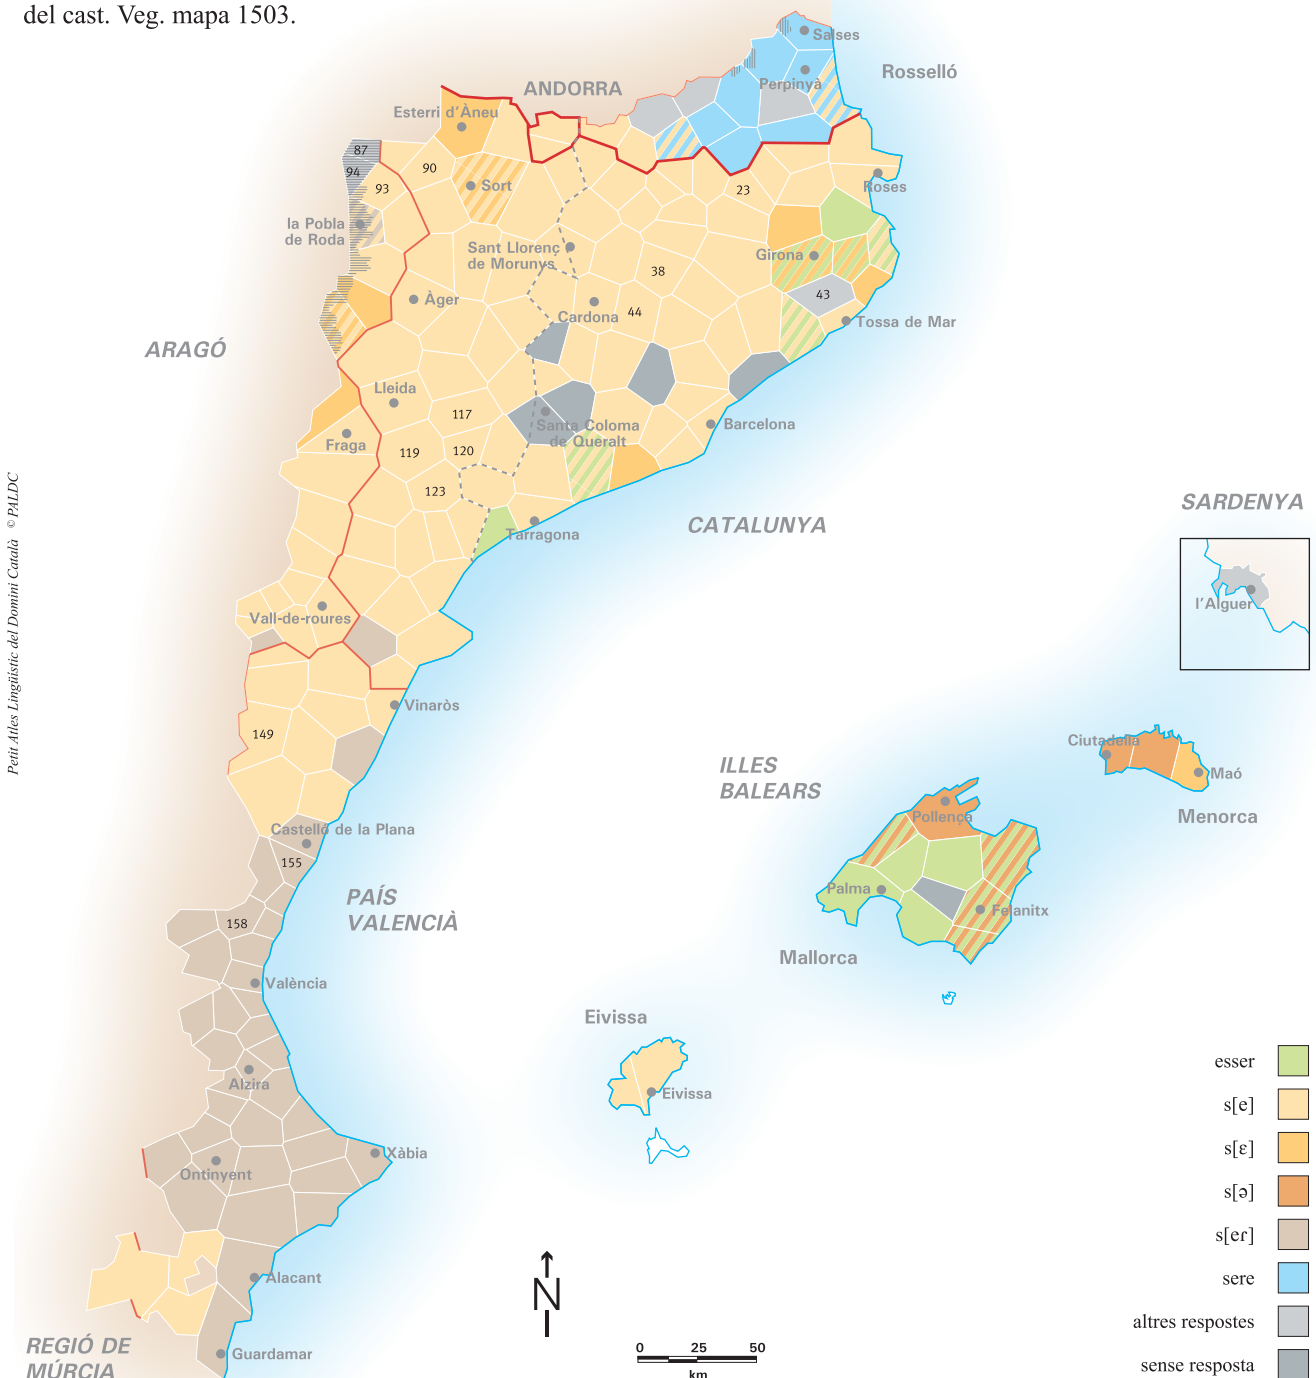 del cast. Veg. mapa 1503.
Salses
Rosselló
ANDORRA
Perpinyà
Esterri d'Àneu
87
94
93
90
Sort
23
Roses
la Pobla
de Roda
Sant Llorenç
de Morunys
38
Girona
43
Àger
Cardona
44
Tossa de Mar
ARAGÓ
Lleida
117
Santa Coloma
de Queralt
Barcelona
Fraga
119
120
123
Tarragona
CATALUNYA
SARDENYA
l'Alguer
Petit Atles Lingüístic del Domini Català © PALDC
Vall-de-roures
Vinaròs
149
ILLES
BALEARS
Ciutadella
Maó
Menorca
Pollença
Castelló de la Plana
155
PAÍS
VALENCIÀ
Palma
Felanitx
158
Mallorca
València
Eivissa
Eivissa
Alzira
Xàbia
Ontinyent
Alacant
REGIÓ DE
MÚRCIA
Guardamar
N
0 25 50
km
esser
s[e]
s[ɛ]
s[ə]
s[eɾ]
sere
altres respostes
sense resposta